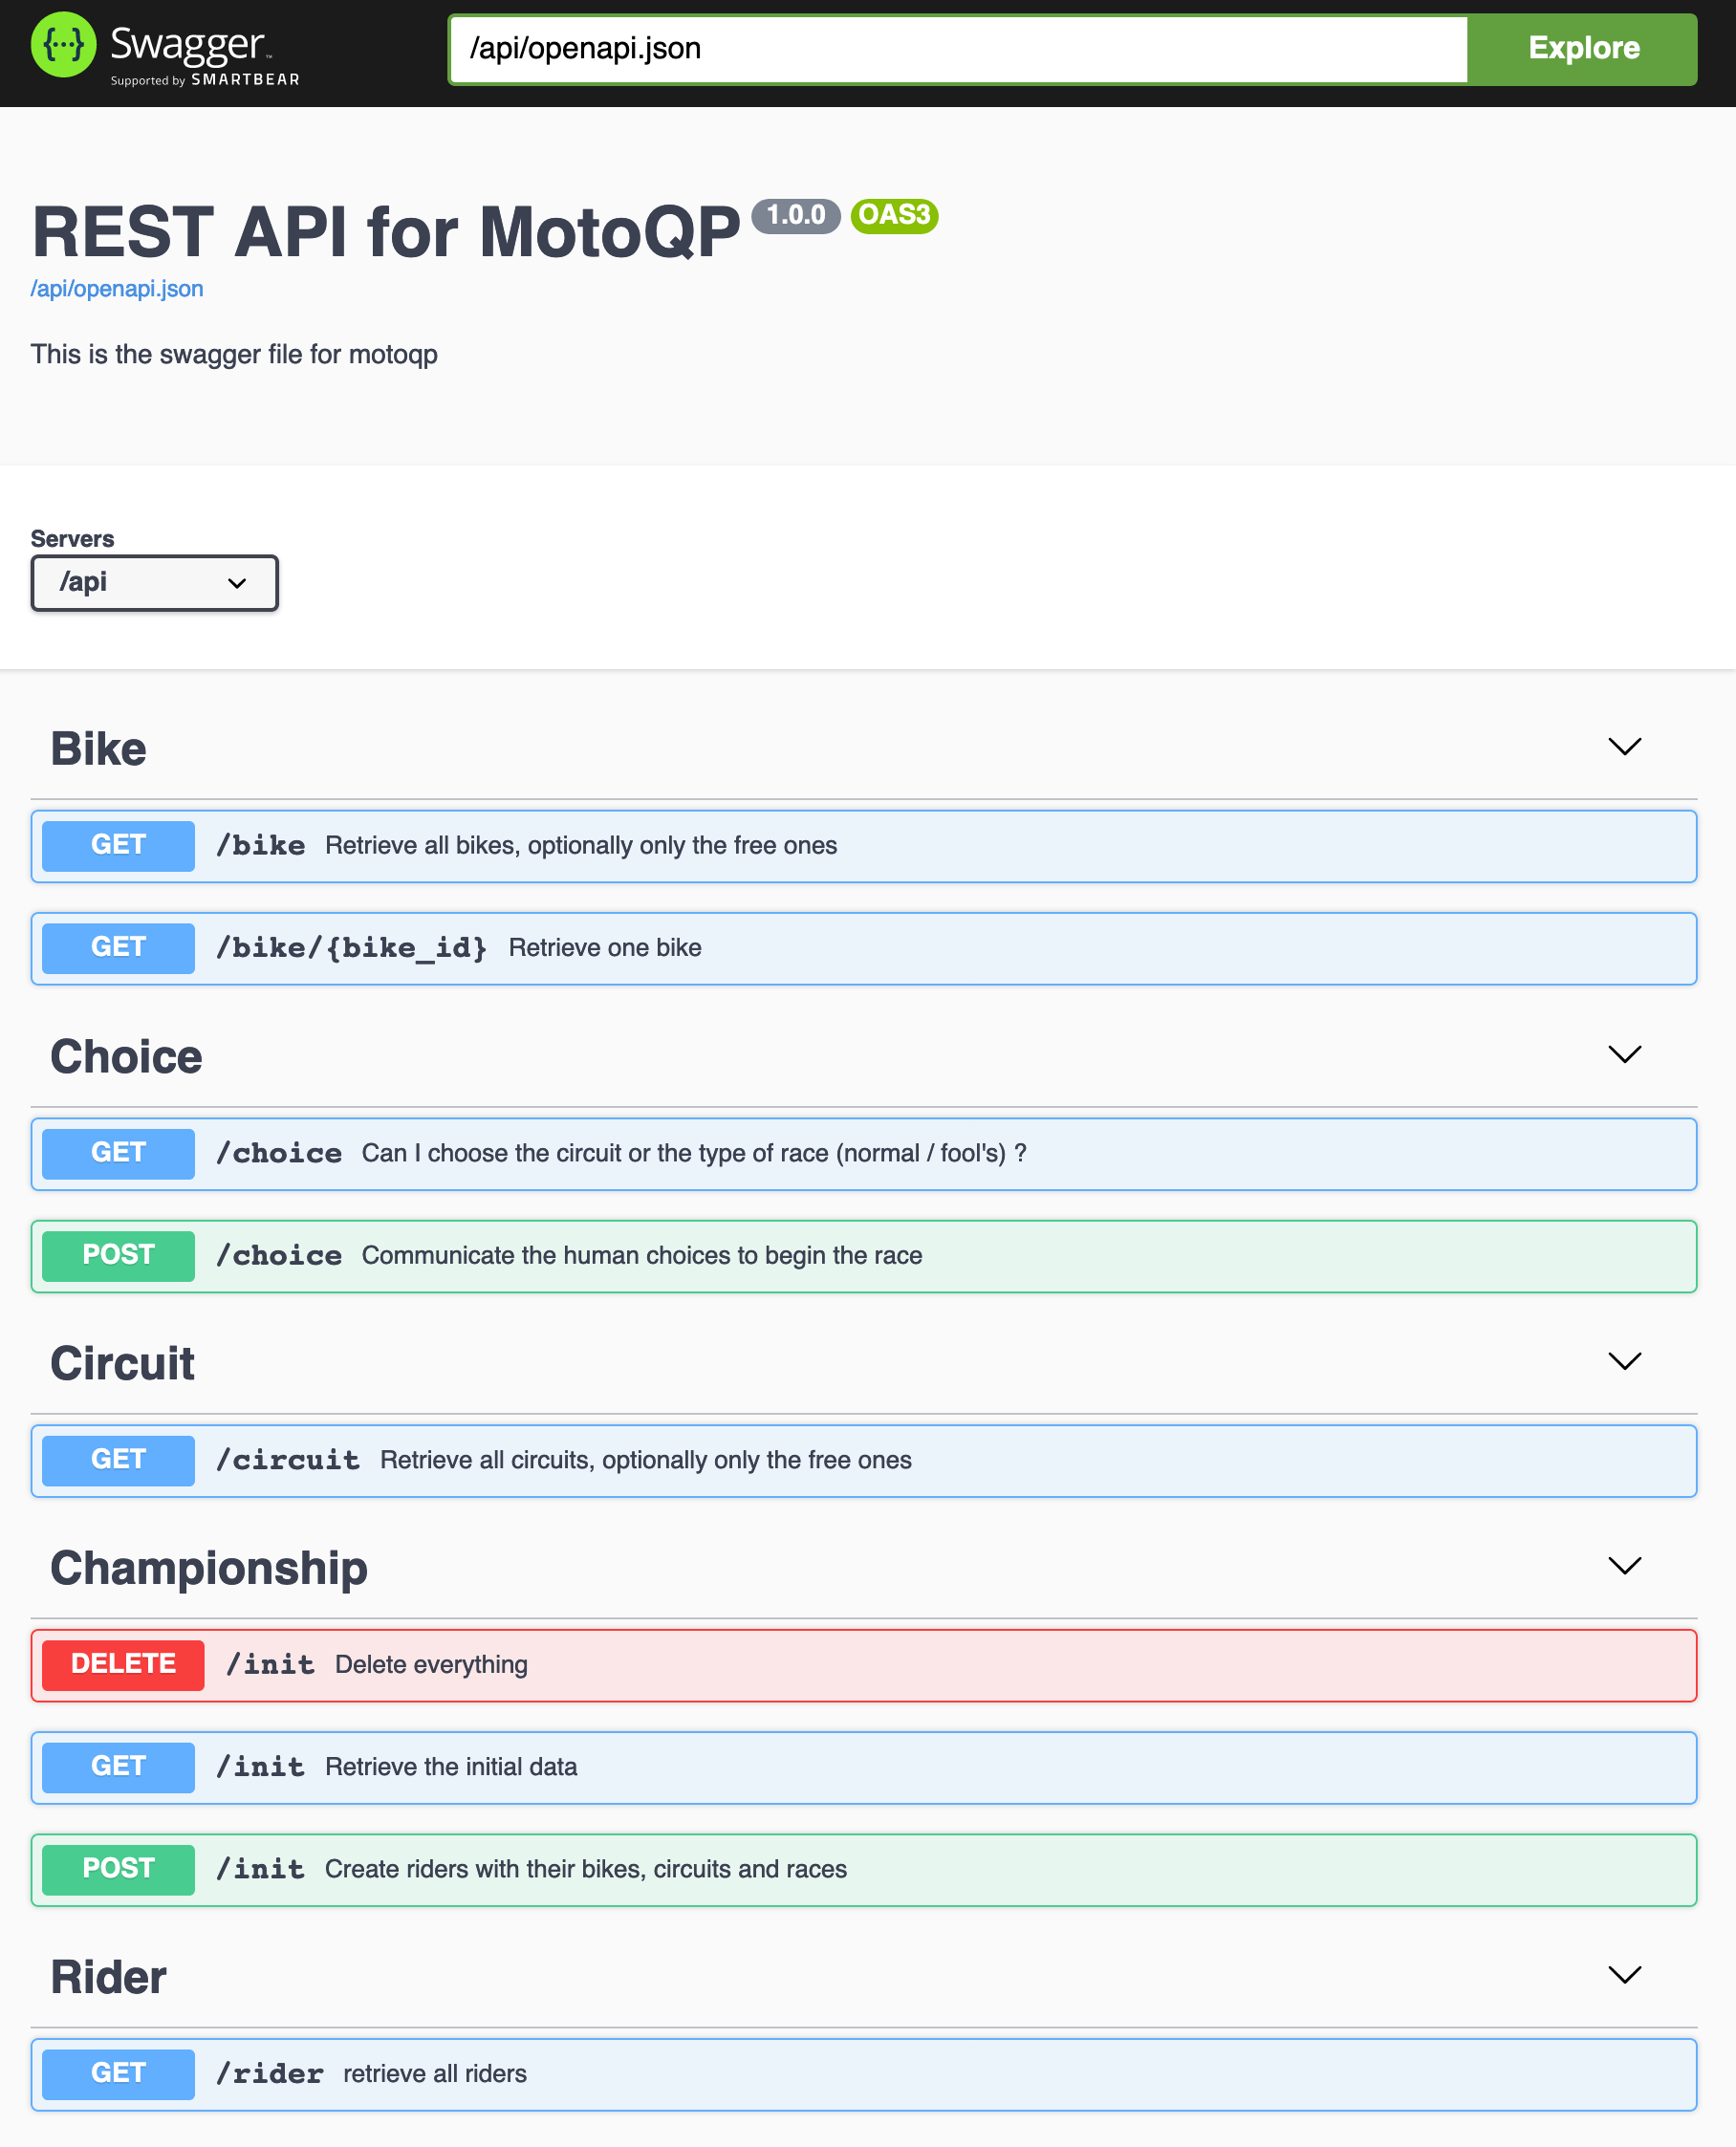 {···} Swagger™
Supported by SMARTBEAR
/api/openapi.json
Explore
REST API for MotoQP 1.0.0 OAS3
/api/openapi.json
This is the swagger file for motoqp
Servers
/api
Bike
GET /bike Retrieve all bikes, optionally only the free ones
GET /bike/{bike_id} Retrieve one bike
Choice
GET /choice Can I choose the circuit or the type of race (normal / fool's) ?
POST /choice Communicate the human choices to begin the race
Circuit
GET /circuit Retrieve all circuits, optionally only the free ones
Championship
DELETE /init Delete everything
GET /init Retrieve the initial data
POST /init Create riders with their bikes, circuits and races
Rider
GET /rider retrieve all riders